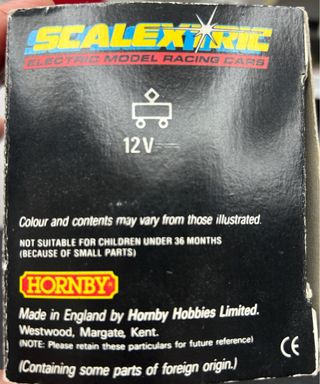 SCALEXTRIC
ELECTRIC MODEL RACING CARS
12V
Colour and contents may vary from those illustrated.
NOT SUITABLE FOR CHILDREN UNDER 36 MONTHS
(BECAUSE OF SMALL PARTS)
HORNBY
Made in England by Hornby Hobbies Limited.
Westwood, Margate, Kent.
(NOTE: Please retain these particulars for future reference)
CE
(Containing some parts of foreign origin.)